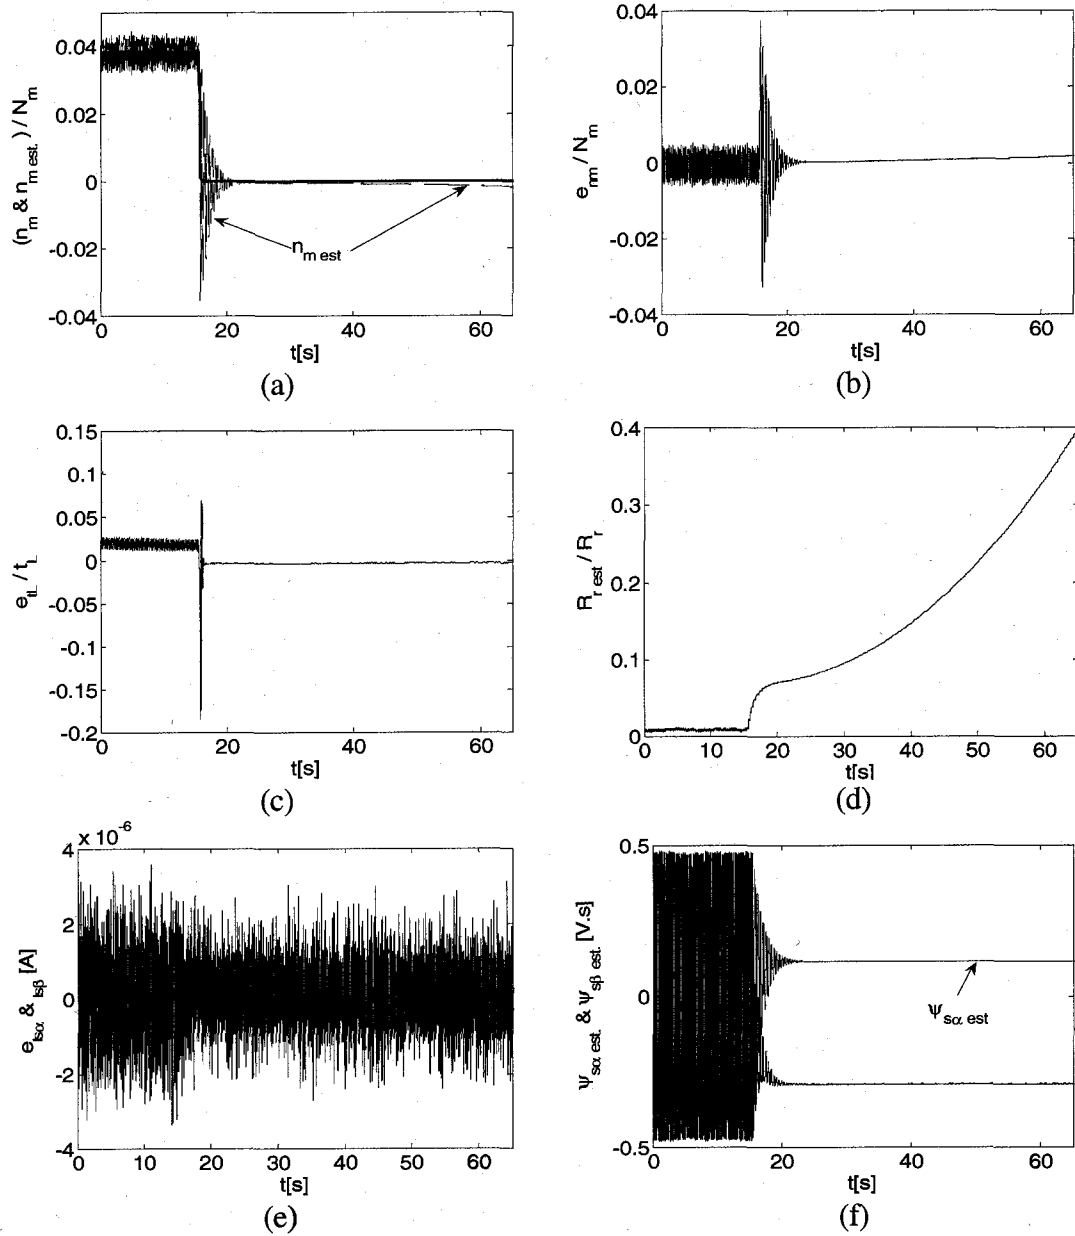 (n_m & n_m est.) / N_m
0.04
0.02
0
-0.02
-0.04
n_m est
0 20 40 60
t[s]
(a)
e_nm / N_m
0.04
0.02
0
-0.02
-0.04
0 20 40 60
t[s]
(b)
e_tL / t_L
0.15
0.1
0.05
0
-0.05
-0.1
-0.15
-0.2
0 20 40 60
t[s]
(c)
R_r est / R_r
0.4
0.3
0.2
0.1
0
0 10 20 30 40 50 60
t[s]
(d)
x 10^-6
e_isα & _isβ [A]
4
2
0
-2
-4
0 10 20 30 40 50 60
t[s]
(e)
ψ_sα est. & ψ_sβ est. [V.s]
0.5
0
-0.5
ψ_sα est
0 20 40 60
t[s]
(f)